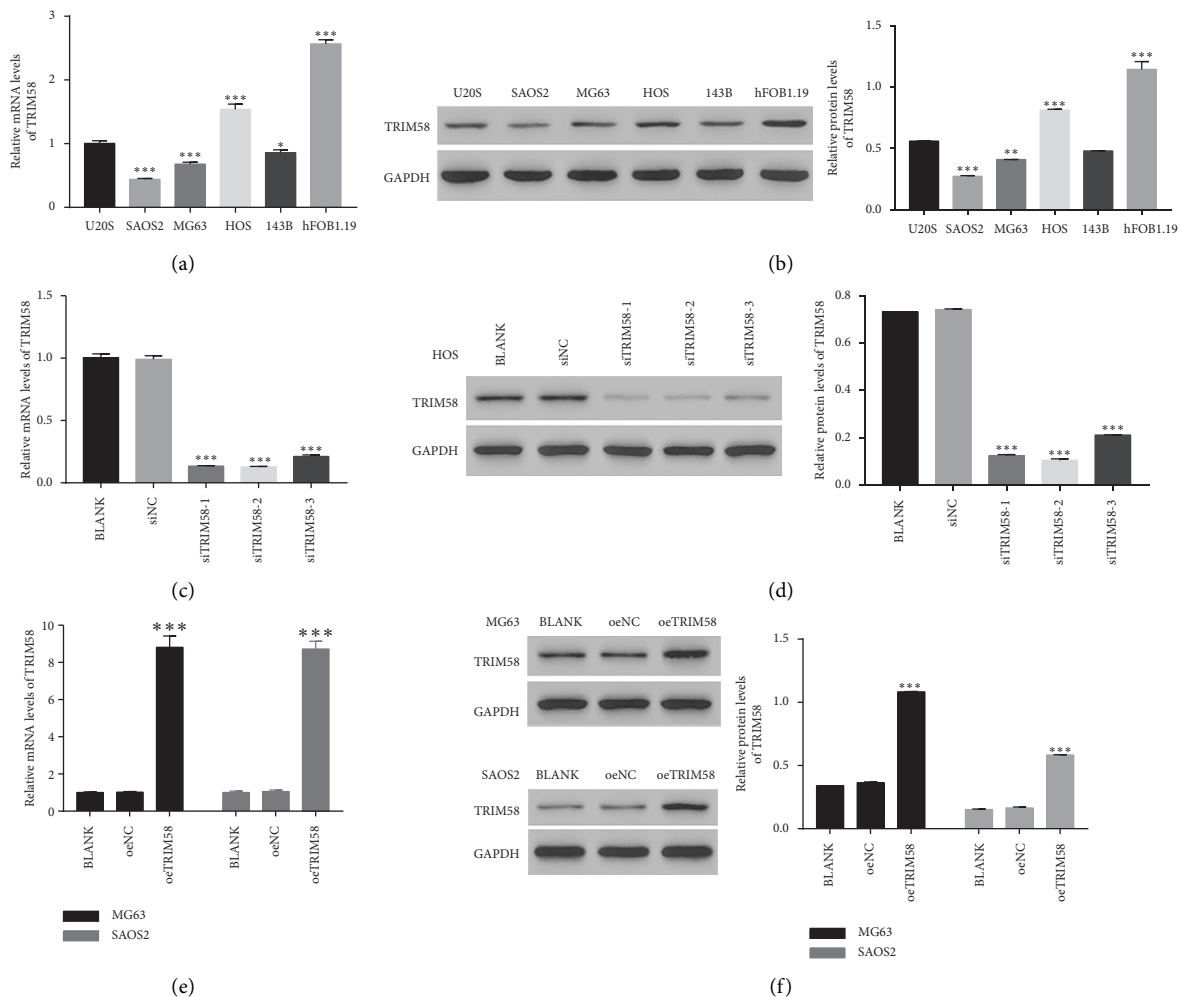 Relative mRNA levels
of TRIM58
3
2
1
0
***
***
***
*
***
U20S SAOS2 MG63 HOS 143B hFOB1.19
(a)
U20S SAOS2 MG63 HOS 143B hFOB1.19
TRIM58
GAPDH
Relative protein levels
of TRIM58
1.5
1.0
0.5
0.0
***
**
***
***
U20S SAOS2 MG63 HOS 143B hFOB1.19
(b)
Relative mRNA levels of TRIM58
1.5
1.0
0.5
0.0
***
***
***
BLANK
siNC
siTRIM58-1
siTRIM58-2
siTRIM58-3
(c)
HOS
BLANK
siNC
siTRIM58-1
siTRIM58-2
siTRIM58-3
TRIM58
GAPDH
Relative protein levels of TRIM58
0.8
0.6
0.4
0.2
0.0
***
***
***
BLANK
siNC
siTRIM58-1
siTRIM58-2
siTRIM58-3
(d)
Relative mRNA levels of TRIM58
10
8
6
4
2
0
***
***
BLANK
oeNC
oeTRIM58
BLANK
oeNC
oeTRIM58
MG63
SAOS2
(e)
MG63 BLANK oeNC oeTRIM58
TRIM58
GAPDH
SAOS2 BLANK oeNC oeTRIM58
TRIM58
GAPDH
Relative protein levels
of TRIM58
1.5
1.0
0.5
0.0
***
***
BLANK
oeNC
oeTRIM58
BLANK
oeNC
oeTRIM58
MG63
SAOS2
(f)